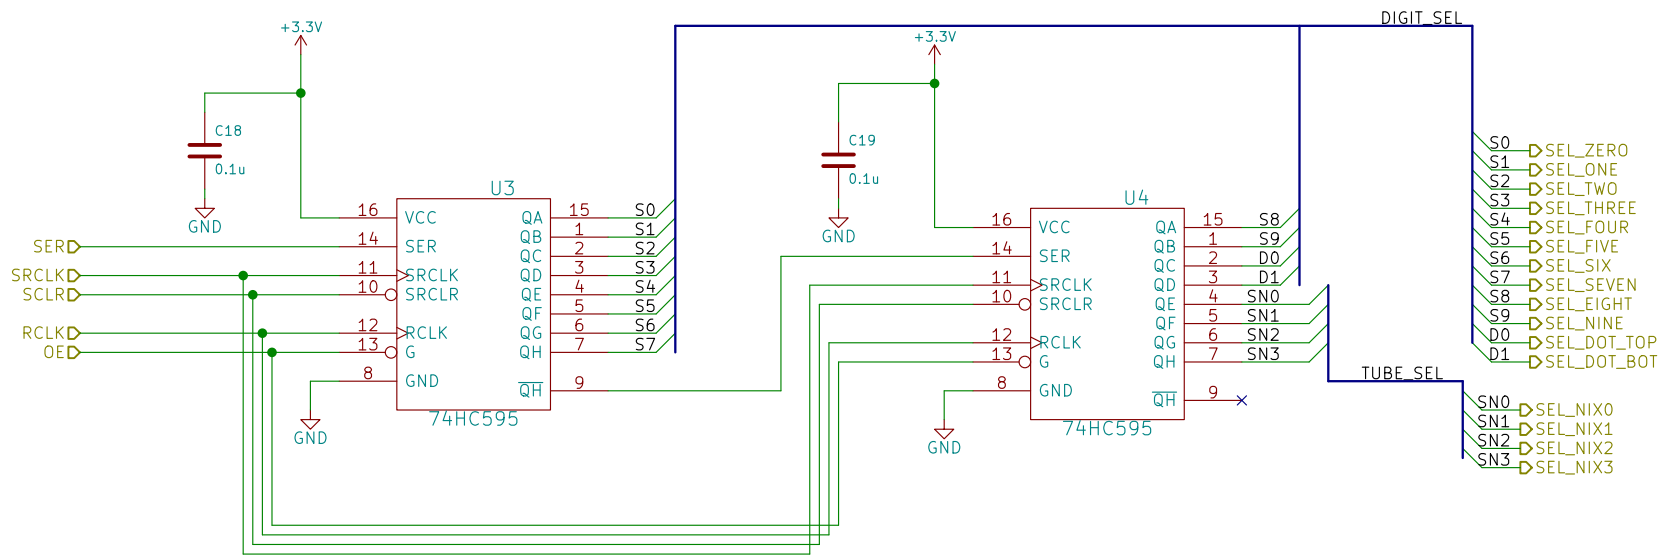 DIGIT_SEL
+3.3V
+3.3V
C18
0.1u
GND
C19
0.1u
GND
U3
16 VCC QA 15 S0
QB 1 S1
SER 14 SER QC 2 S2
SRCLK 11 SRCLK QD 3 S3
SCLR 10 SRCLR QE 4 S4
QF 5 S5
RCLK 12 RCLK QG 6 S6
OE 13 G QH 7 S7
8 GND QH 9
GND
74HC595
U4
16 VCC QA 15 S8
QB 1 S9
14 SER QC 2 D0
11 SRCLK QD 3 D1
10 SRCLR QE 4 SN0
QF 5 SN1
12 RCLK QG 6 SN2
13 G QH 7 SN3
8 GND QH 9
GND
74HC595
S0 SEL_ZERO
S1 SEL_ONE
S2 SEL_TWO
S3 SEL_THREE
S4 SEL_FOUR
S5 SEL_FIVE
S6 SEL_SIX
S7 SEL_SEVEN
S8 SEL_EIGHT
S9 SEL_NINE
D0 SEL_DOT_TOP
D1 SEL_DOT_BOT
TUBE_SEL
SN0 SEL_NIX0
SN1 SEL_NIX1
SN2 SEL_NIX2
SN3 SEL_NIX3